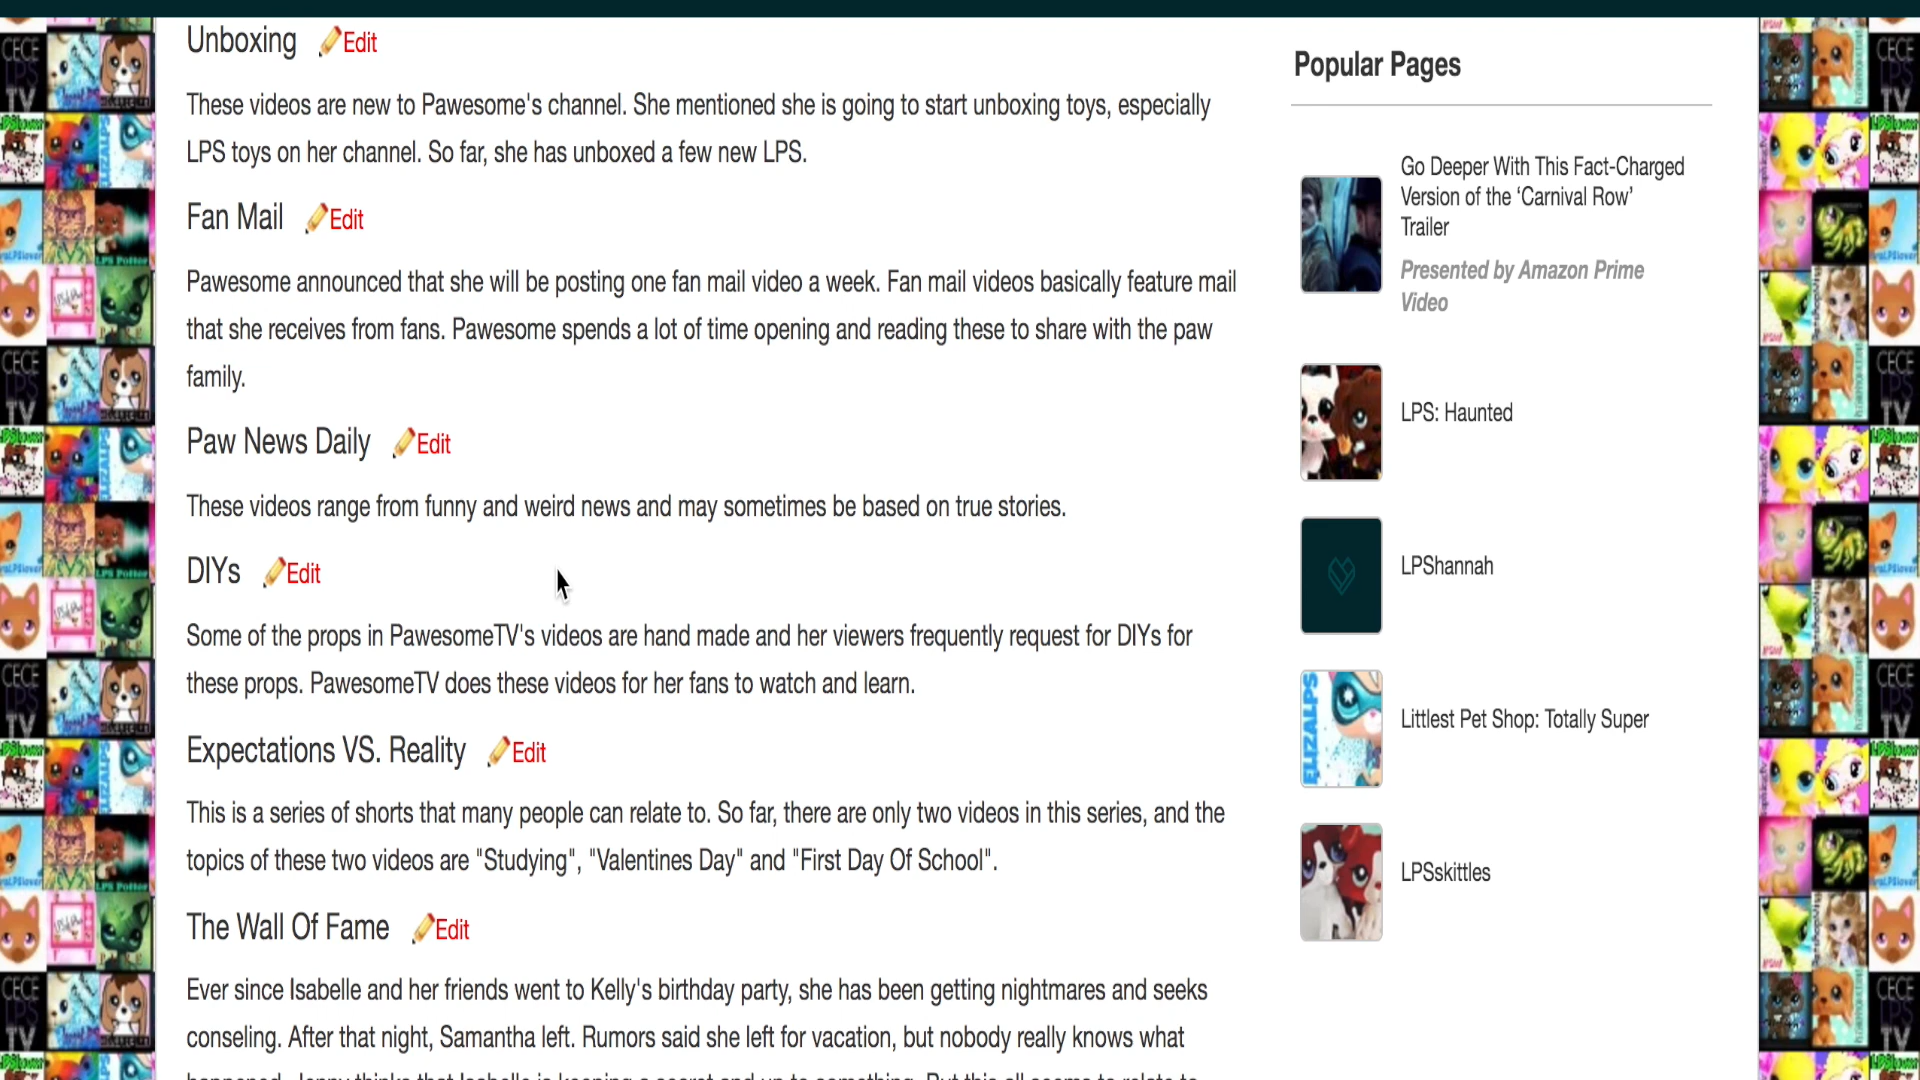 Unboxing Edit
These videos are new to Pawesome's channel. She mentioned she is going to start unboxing toys, especially
LPS toys on her channel. So far, she has unboxed a few new LPS.
Fan Mail Edit
Pawesome announced that she will be posting one fan mail video a week. Fan mail videos basically feature mail
that she receives from fans. Pawesome spends a lot of time opening and reading these to share with the paw
family.
Paw News Daily Edit
These videos range from funny and weird news and may sometimes be based on true stories.
DIYs Edit
Some of the props in PawesomeTV's videos are hand made and her viewers frequently request for DIYs for
these props. PawesomeTV does these videos for her fans to watch and learn.
Expectations VS. Reality Edit
This is a series of shorts that many people can relate to. So far, there are only two videos in this series, and the
topics of these two videos are "Studying", "Valentines Day" and "First Day Of School".
The Wall Of Fame Edit
Ever since Isabelle and her friends went to Kelly's birthday party, she has been getting nightmares and seeks
conseling. After that night, Samantha left. Rumors said she left for vacation, but nobody really knows what
Popular Pages
Go Deeper With This Fact-Charged
Version of the ‘Carnival Row’
Trailer
Presented by Amazon Prime
Video
LPS: Haunted
LPShannah
ELIZALPS
Littlest Pet Shop: Totally Super
LPSskittles
CECE
LPS
TV